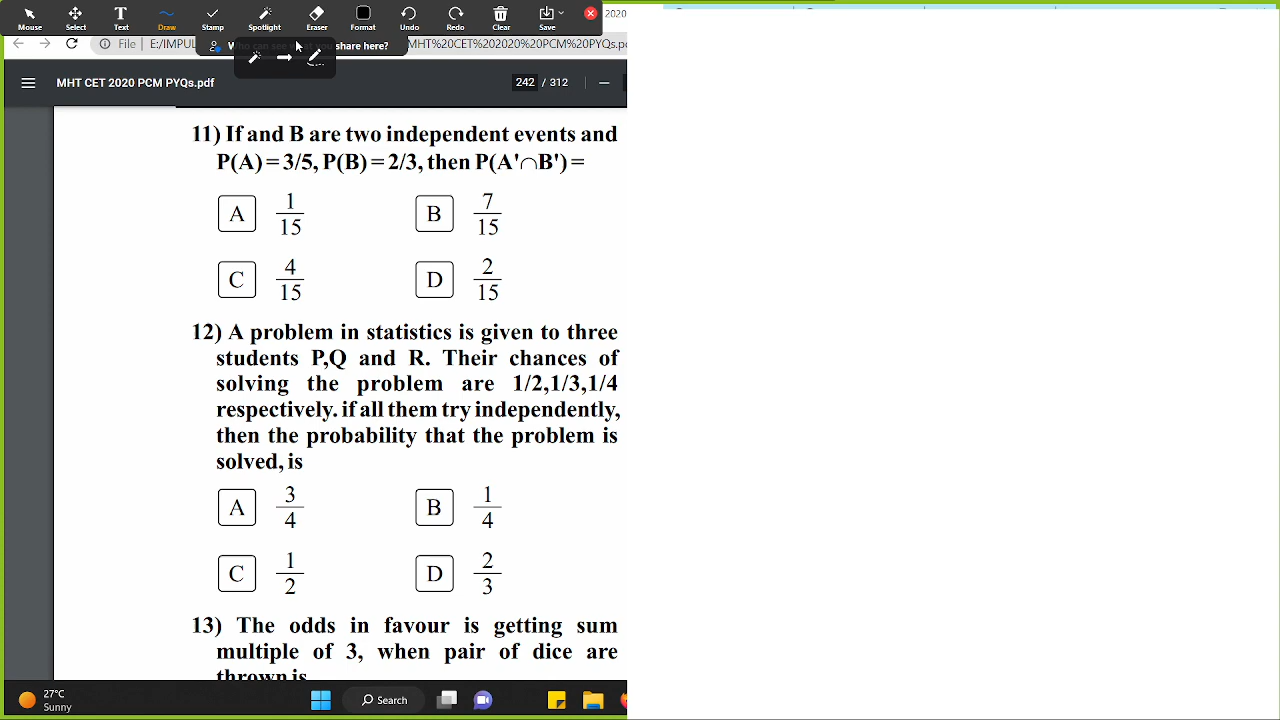 Mouse Select Text Draw Stamp Spotlight Eraser Format Undo Redo Clear Save 2020
File E:/IMPUL share here? MHT%20CET%202020%20PCM%20PYQs.p
MHT CET 2020 PCM PYQs.pdf 242 / 312
11) If and B are two independent events and
P(A) = 3/5, P(B) = 2/3, then P(A'∩B') =
A 1/15 B 7/15
C 4/15 D 2/15
12) A problem in statistics is given to three
students P,Q and R. Their chances of
solving the problem are 1/2,1/3,1/4
respectively. if all them try independently,
then the probability that the problem is
solved, is
A 3/4 B 1/4
C 1/2 D 2/3
13) The odds in favour is getting sum
multiple of 3, when pair of dice are
thrown is
27°C
Sunny
Search